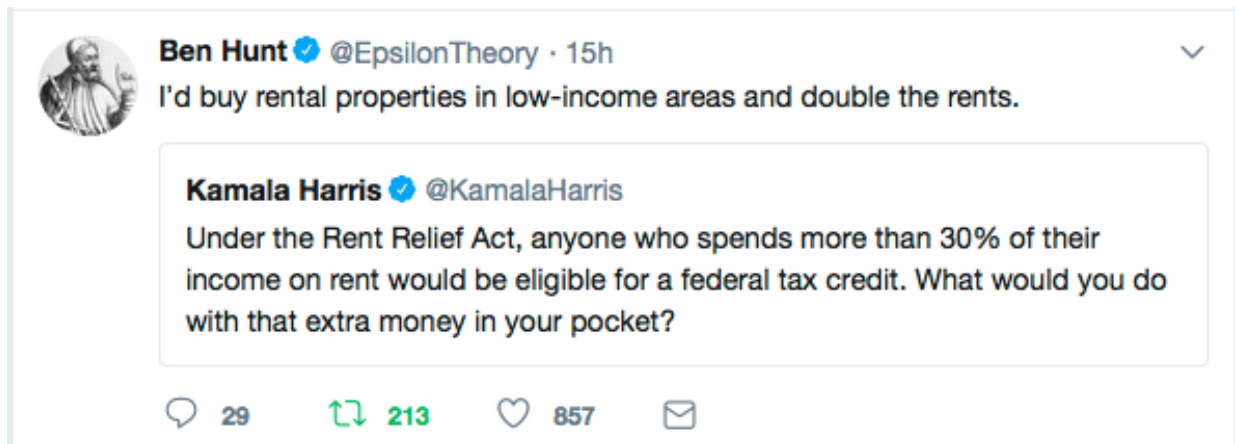 Ben Hunt @EpsilonTheory · 15h
I'd buy rental properties in low-income areas and double the rents.
Kamala Harris @KamalaHarris
Under the Rent Relief Act, anyone who spends more than 30% of their
income on rent would be eligible for a federal tax credit. What would you do
with that extra money in your pocket?
29 213 857